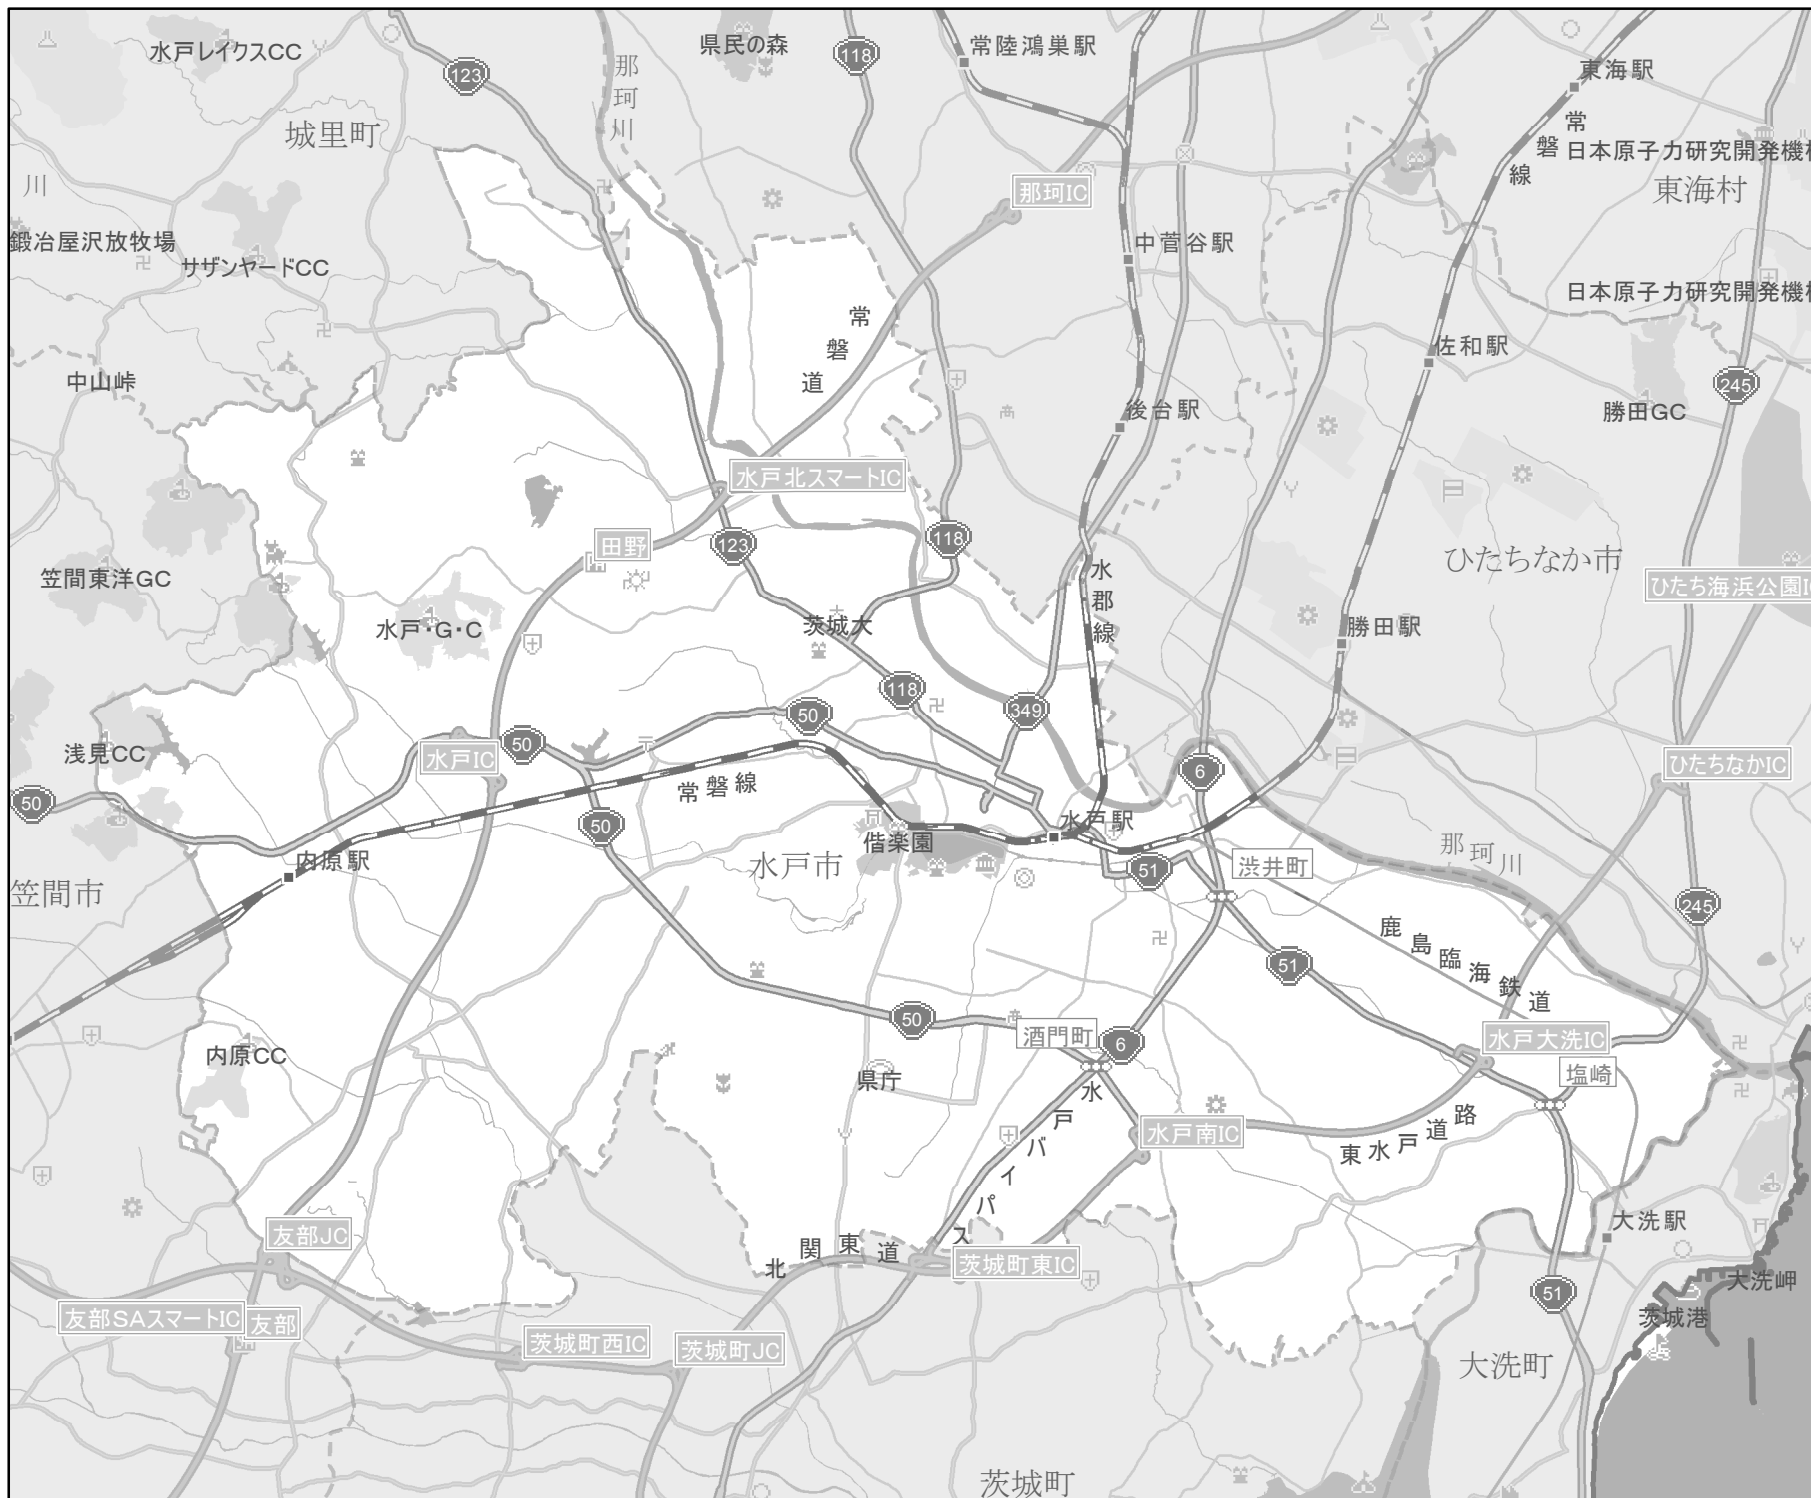 水戸レイクスCC
県民の森
118
常陸鴻巣駅
東海駅
123
那珂川
城里町
常磐線
日本原子力研究開発機
東海村
川
那珂IC
鍛冶屋沢放牧場
サザンヤードCC
中菅谷駅
日本原子力研究開発機
常磐道
佐和駅
中山峠
245
勝田GC
後台駅
水戸北スマートIC
田野
123
118
水郡線
ひたちなか市
笠間東洋GC
ひたち海浜公園IC
水戸・G・C
茨城大
勝田駅
118
50
349
浅見CC
水戸IC
50
6
ひたちなかIC
常磐線
50
50
水戸駅
偕楽園
内原駅
水戸市
51
渋井町
那珂川
笠間市
245
鹿島臨海鉄道
51
50
酒門町
6
水戸大洗IC
内原CC
県庁
塩崎
水戸バイパス
水戸南IC
東水戸道路
友部JC
大洗駅
北関東道
茨城町東IC
大洗岬
51
茨城港
友部SAスマートIC
友部
茨城町西IC
茨城町JC
大洗町
茨城町